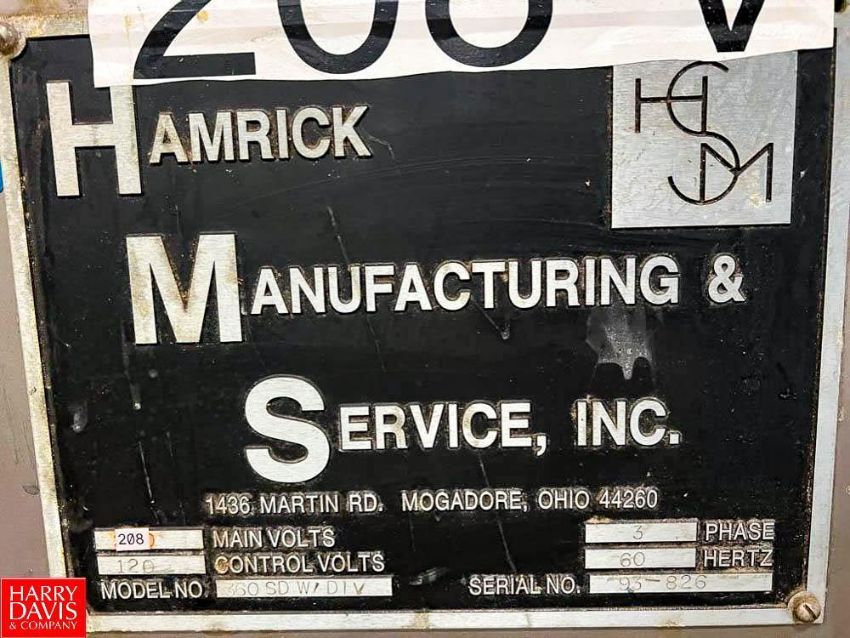 208 V
HSM
HAMRICK
MANUFACTURING &
SERVICE, INC.
1436 MARTIN RD. MOGADORE, OHIO 44260
208 MAIN VOLTS 3 PHASE
120 CONTROL VOLTS 60 HERTZ
MODEL NO. 360 SD W/DIV SERIAL NO. 93-826
HARRY
DAVIS
& COMPANY